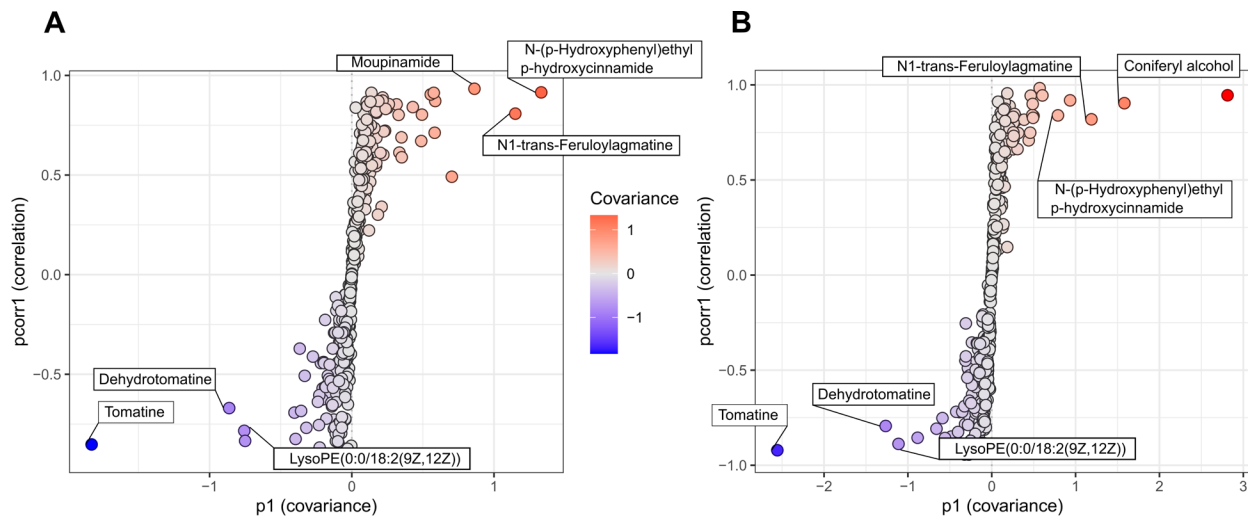 A
Moupinamide
N-(p-Hydroxyphenyl)ethyl
p-hydroxycinnamide
N1-trans-Feruloylagmatine
1.0
0.5
0.0
−0.5
pcorr1 (correlation)
Dehydrotomatine
Tomatine
LysoPE(0:0/18:2(9Z,12Z))
−1
0
1
p1 (covariance)
Covariance
1
0
−1
B
N1-trans-Feruloylagmatine
Coniferyl alcohol
N-(p-Hydroxyphenyl)ethyl
p-hydroxycinnamide
1.0
0.5
0.0
−0.5
−1.0
pcorr1 (correlation)
Dehydrotomatine
Tomatine
LysoPE(0:0/18:2(9Z,12Z))
−2
−1
0
1
2
3
p1 (covariance)